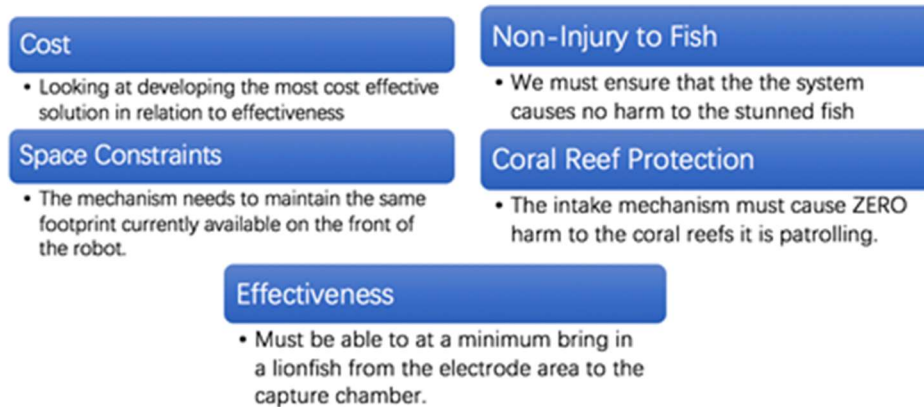 Cost
• Looking at developing the most cost effective
solution in relation to effectiveness
Space Constraints
• The mechanism needs to maintain the same
footprint currently available on the front of
the robot.
Non-Injury to Fish
• We must ensure that the the system
causes no harm to the stunned fish
Coral Reef Protection
• The intake mechanism must cause ZERO
harm to the coral reefs it is patrolling.
Effectiveness
• Must be able to at a minimum bring in
a lionfish from the electrode area to the
capture chamber.